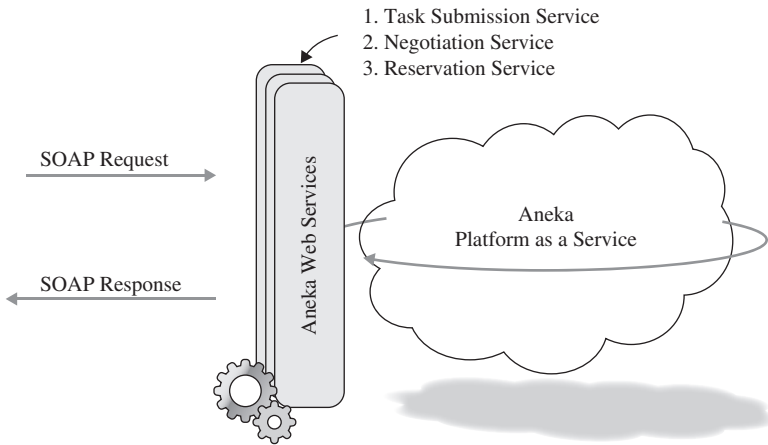 1. Task Submission Service
2. Negotiation Service
3. Reservation Service
SOAP Request
SOAP Response
Aneka Web Services
Aneka
Platform as a Service